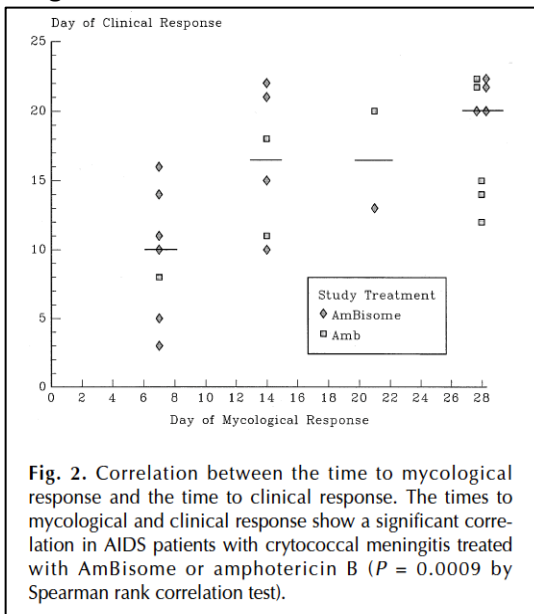 Day of Clinical Response
25
20
15
10
5
0
0 2 4 6 8 10 12 14 16 18 20 22 24 26 28
Day of Mycological Response
Study Treatment
AmBisome
Amb
Fig. 2. Correlation between the time to mycological
response and the time to clinical response. The times to
mycological and clinical response show a significant corre-
lation in AIDS patients with crytococcal meningitis treated
with AmBisome or amphotericin B (P = 0.0009 by
Spearman rank correlation test).